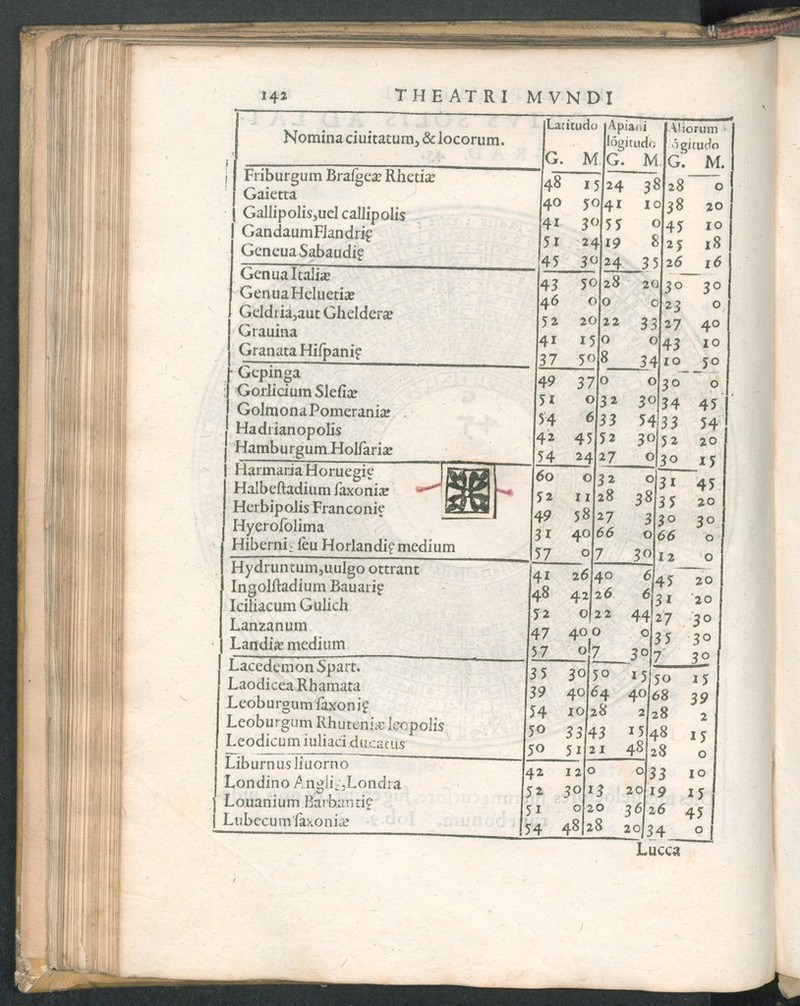 142 THEATRI MVNDI
Nomina ciuitatum, & locorum. Latitudo Apiani lõgitudo Aliorum lõgitudo
G. M. G. M. G. M.
Friburgum Braſgeæ Rhetiæ 48 15 24 38 28 0
Gaietta 40 50 41 10 38 20
Gallipolis,uel callipolis 41 30 55 0 45 10
GandaumFlandrię 51 24 19 8 25 18
Geneua Sabaudię 45 30 24 35 26 16
Genua Italiæ 43 50 28 20 30 30
Genua Heluetiæ 46 0 0 0 23 0
Geldria,aut Ghelderæ 52 20 22 33 27 40
Grauina 41 15 0 0 43 10
Granata Hiſpanię 37 50 8 34 10 50
Gepinga 49 37 0 0 30 0
Gorlicium Sleſiæ 51 0 32 30 34 45
Golmona Pomeraniæ 54 6 33 54 33 54
Hadrianopolis 42 45 52 30 52 20
Hamburgum.Holſariæ 54 24 27 0 30 15
Harmaria Horuegię 60 0 32 0 31 45
Halbeſtadium ſaxoniæ 52 11 28 38 35 20
Herbipolis Franconię 49 58 27 3 30 30
Hyeroſolima 31 40 66 0 66 0
Hibernię ſeu Horlandię medium 57 0 7 30 12 0
Hydruntum,uulgo ottrant 41 26 40 6 45 20
Ingolſtadium Bauarię 48 42 26 6 31 20
Iciliacum Gulich 52 0 22 44 27 30
Lanzanum 47 40 0 0 35 30
Landiæ medium 57 0 7 30 7 30
Lacedemon Spart. 35 30 50 15 50 15
Laodicea Rhamata 39 40 64 40 68 39
Leoburgum ſaxonię 54 10 28 2 28 2
Leoburgum Rhuteniæ leopolis 50 33 43 15 48 15
Leodicum iuliaci ducatus 50 51 21 48 28 0
Liburnus liuorno 42 12 0 0 33 10
Londino Anglię,Londra 52 30 13 20 19 15
Louanium Barbantię 51 0 20 36 26 45
Lubecum ſaxoniæ 54 48 28 20 34 0
Lucca